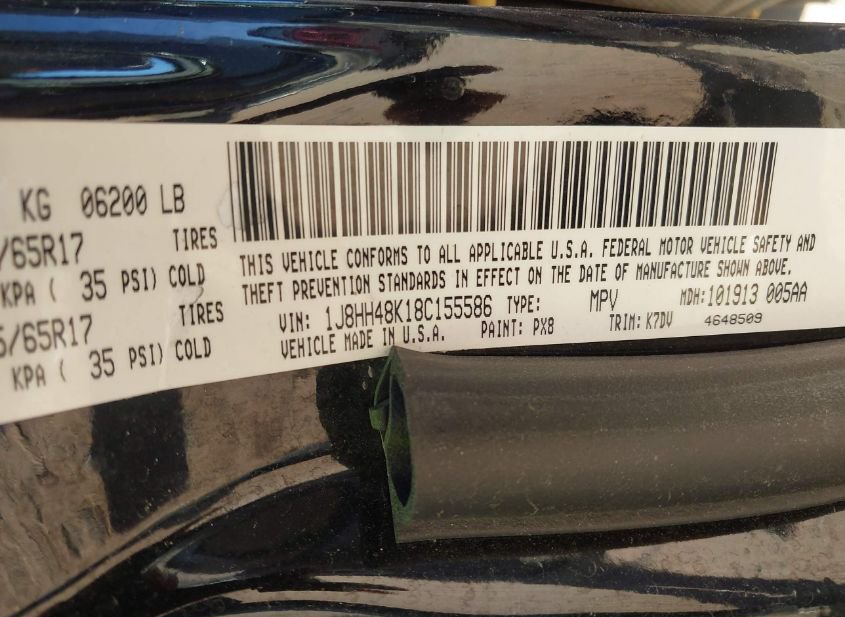 KG 06200 LB
/65R17 TIRES
KPA ( 35 PSI) COLD
/65R17 TIRES
KPA ( 35 PSI) COLD
THIS VEHICLE CONFORMS TO ALL APPLICABLE U.S.A. FEDERAL MOTOR VEHICLE SAFETY AND
THEFT PREVENTION STANDARDS IN EFFECT ON THE DATE OF MANUFACTURE SHOWN ABOVE.
VIN: 1J8HH48K18C155586 TYPE: MPV MDH:101913 005AA
VEHICLE MADE IN U.S.A. PAINT: PX8 TRIM: K7DV 4648509